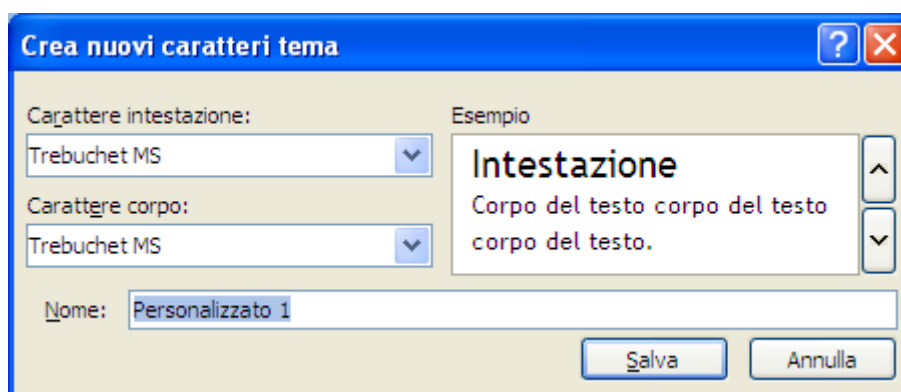 Crea nuovi caratteri tema
?
Carattere intestazione:
Trebuchet MS
Carattere corpo:
Trebuchet MS
Esempio
Intestazione
Corpo del testo corpo del testo
corpo del testo.
Nome: Personalizzato 1
Salva Annulla